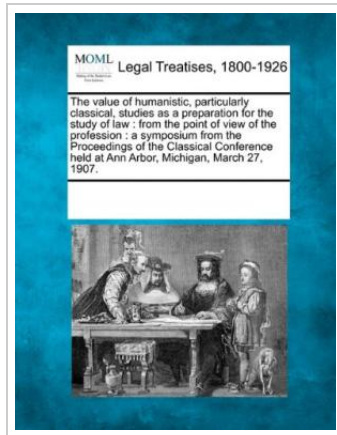 MOML
Legal Treatises, 1800-1926
The value of humanistic, particularly
classical, studies as a preparation for the
study of law : from the point of view of the
profession : a symposium from the
Proceedings of the Classical Conference
held at Ann Arbor, Michigan, March 27,
1907.